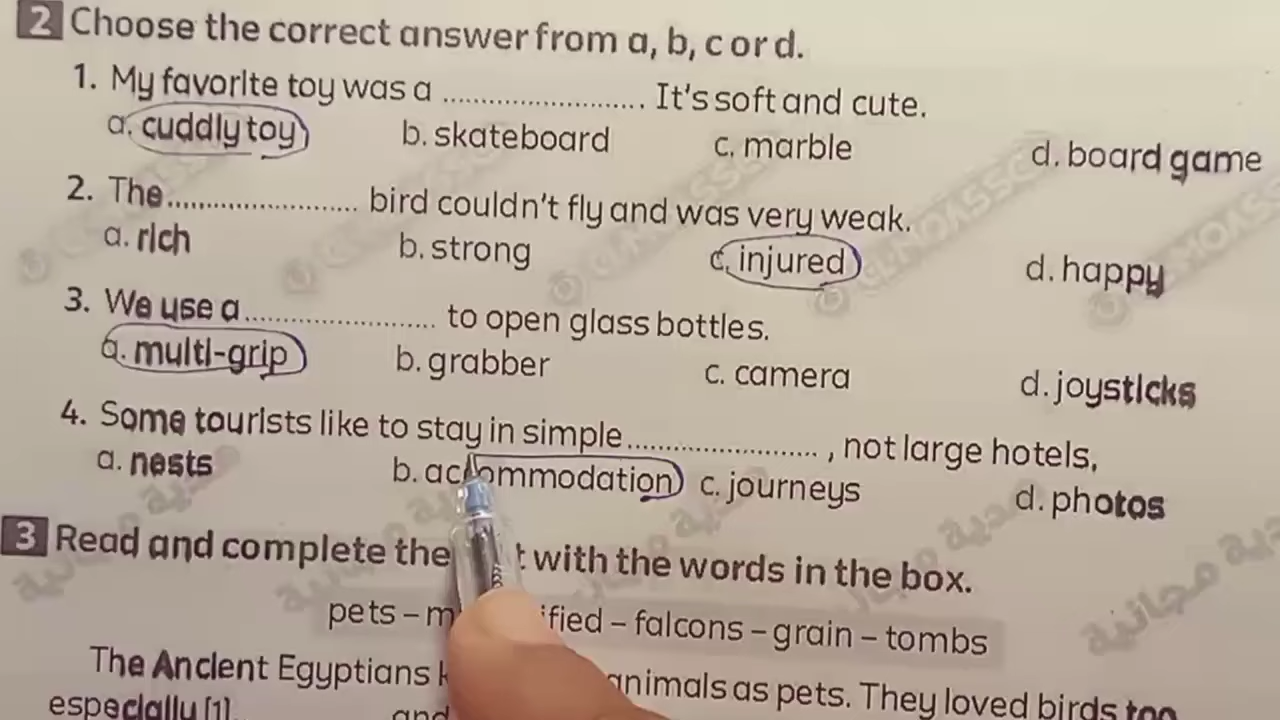 2 Choose the correct answer from a, b, c or d.
1. My favorite toy was a ........................ . It's soft and cute.
a. cuddly toy b. skateboard c. marble d. board game
2. The ........................ bird couldn't fly and was very weak.
a. rich b. strong c. injured d. happy
3. We use a ........................ to open glass bottles.
a. multi-grip b. grabber c. camera d. joysticks
4. Some tourists like to stay in simple ........................ , not large hotels,
a. nests b. accommodation c. journeys d. photos
3 Read and complete the with the words in the box.
pets – – falcons – grain – tombs
The Ancient Egyptians animals as pets. They loved birds too
especially [1] and